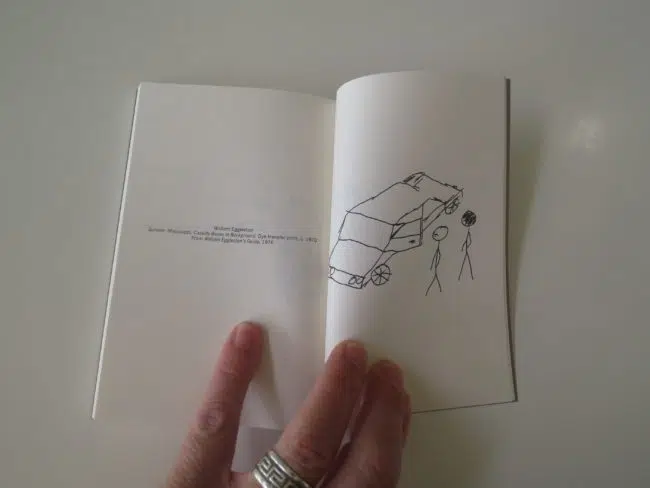 William Eggleston
Sumner, Mississippi, Cassidy Bayou in Background. Dye transfer print, c. 1969
From William Eggleston's Guide, 1976